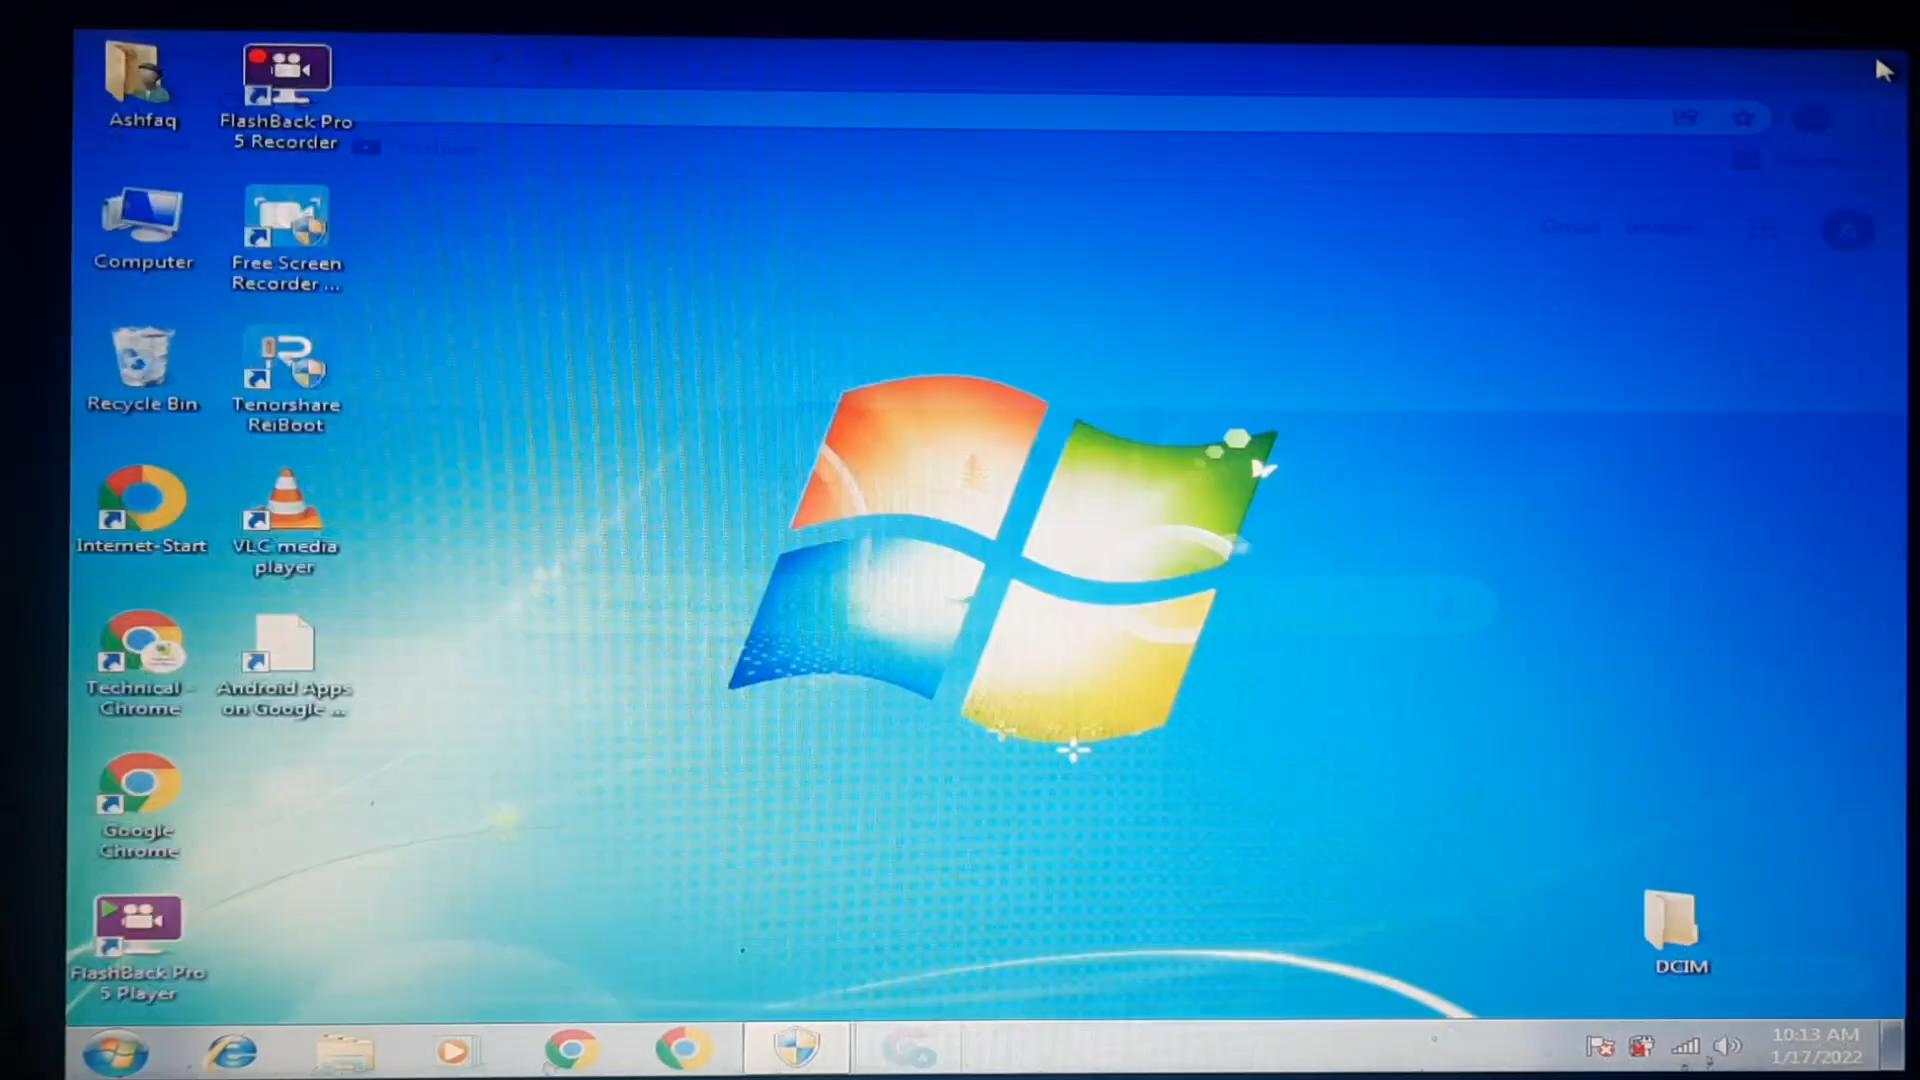 Ashfaq
FlashBack Pro
5 Recorder
Computer
Free Screen
Recorder ...
Recycle Bin
Tenorshare
ReiBoot
Internet-Start
VLC media
player
Technical -
Chrome
Android Apps
on Google ...
Google
Chrome
FlashBack Pro
5 Player
DCIM
Gmail
A
10:13 AM
1/17/2022